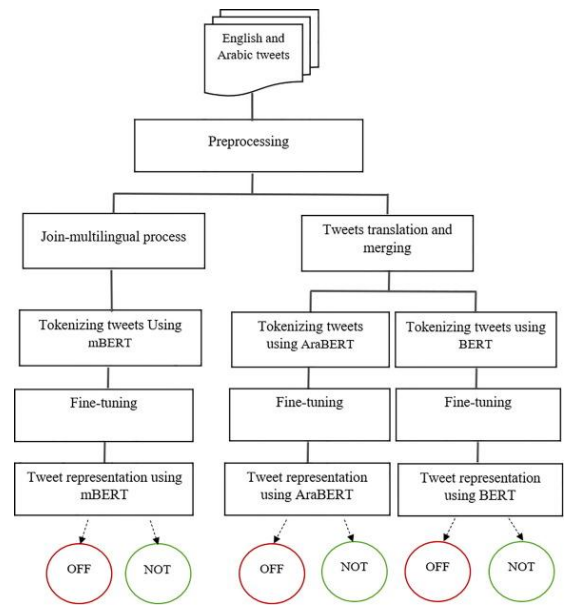 English and
Arabic tweets
Preprocessing
Join-multilingual process
Tweets translation and
merging
Tokenizing tweets Using
mBERT
Tokenizing tweets
using AraBERT
Tokenizing tweets using
BERT
Fine-tuning
Fine-tuning
Fine-tuning
Tweet representation using
mBERT
Tweet representation
using AraBERT
Tweet representation
using BERT
OFF
NOT
OFF
NOT
OFF
NOT